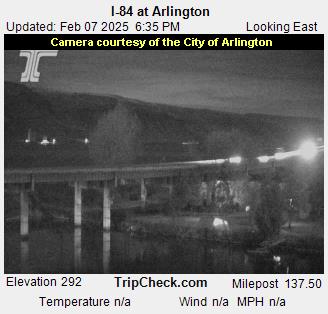 I-84 at Arlington
Updated: Feb 07 2025 6:35 PM Looking East
Camera courtesy of the City of Arlington
Elevation 292 TripCheck.com Milepost 137.50
Temperature n/a Wind n/a MPH n/a